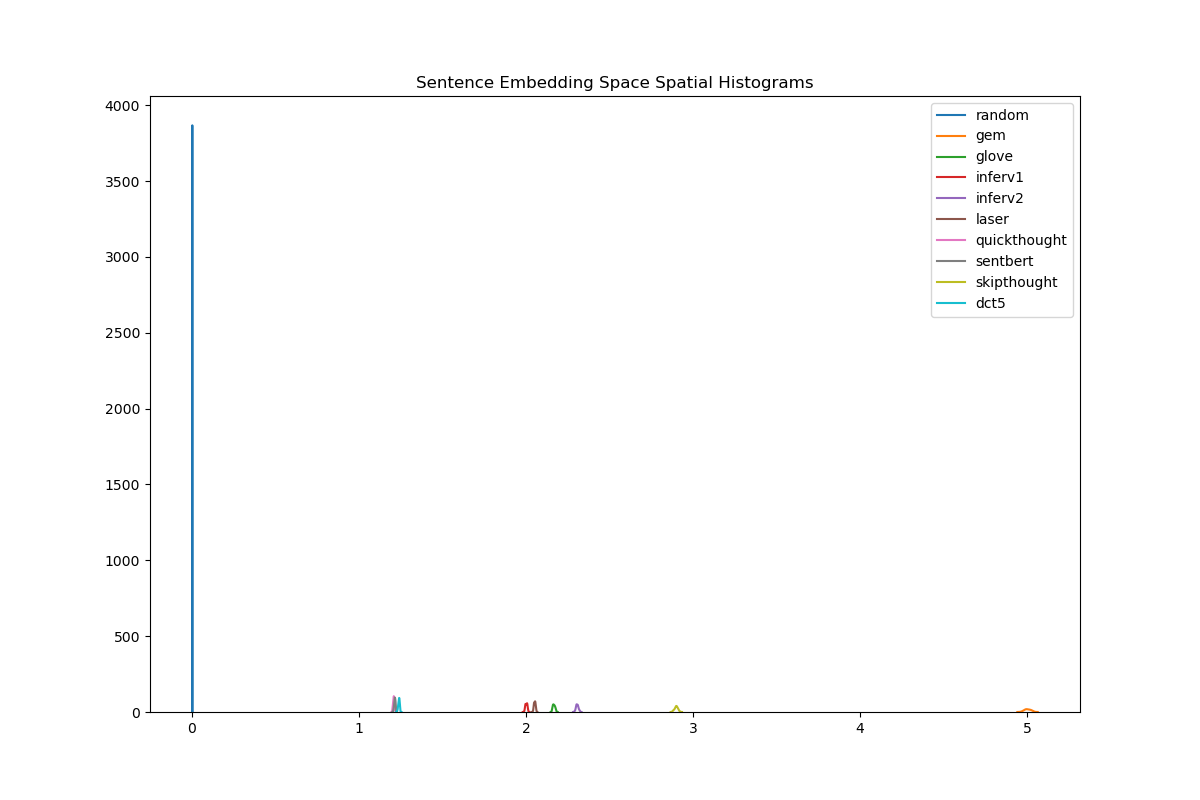 Sentence Embedding Space Spatial Histograms
4000
3500
3000
2500
2000
1500
1000
500
0
0 1 2 3 4 5
random
gem
glove
inferv1
inferv2
laser
quickthought
sentbert
skipthought
dct5